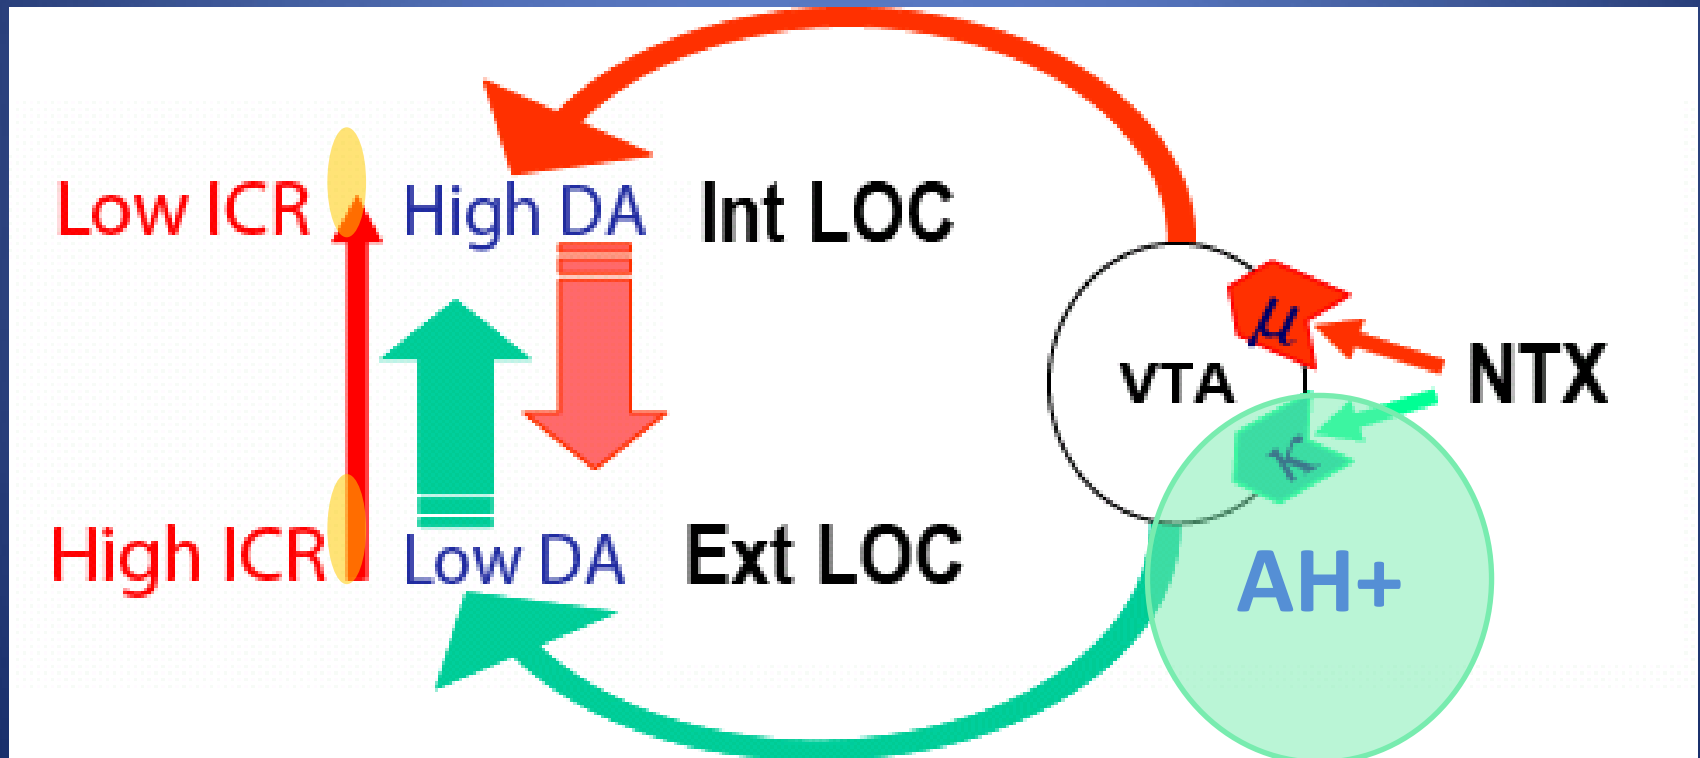 Low ICR High DA Int LOC
μ
VTA
NTX
κ
High ICR Low DA Ext LOC
AH+